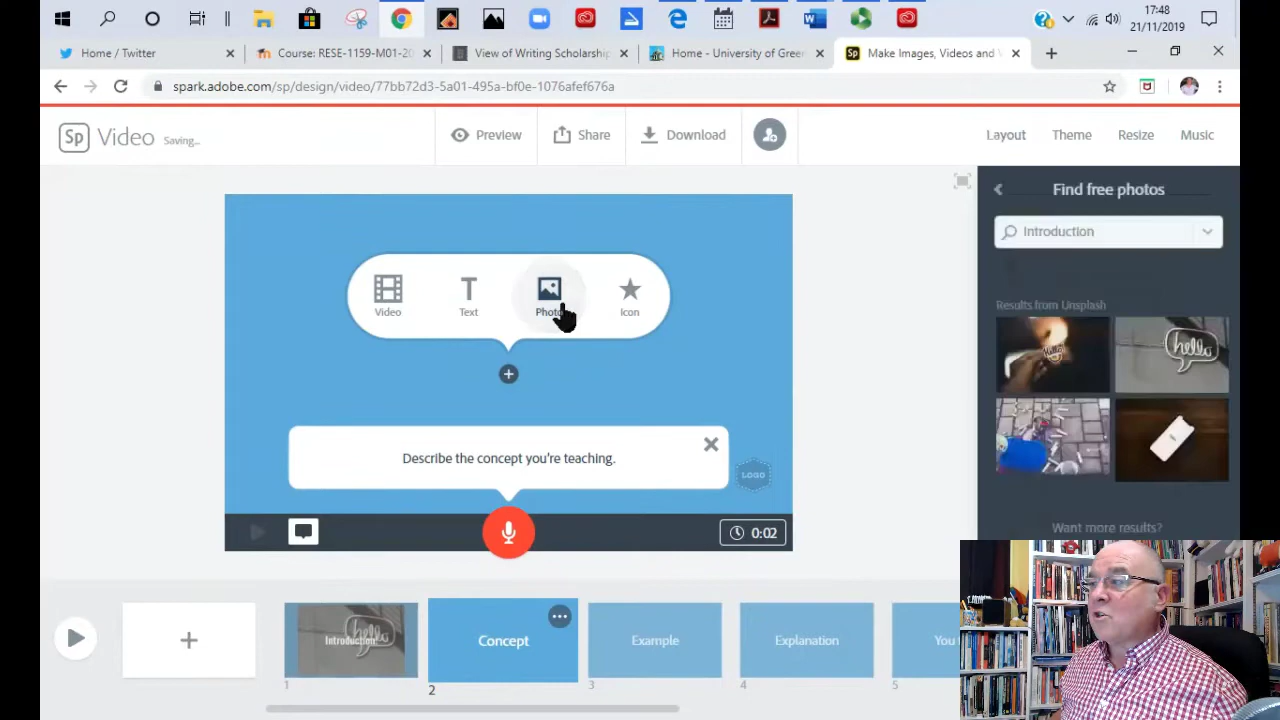 17:48
21/11/2019
Home / Twitter
Course: RESE-1159-M01-20
View of Writing Scholarship
Home - University of Green
Sp
Make Images, Videos and
spark.adobe.com/sp/design/video/77bb72d3-5a01-495a-bf0e-1076afef676a
Sp Video Saving...
Preview
Share
Download
Layout
Theme
Resize
Music
Find free photos
Introduction
Results from Unsplash
hello
Video
Text
Photo
Icon
Describe the concept you're teaching.
LOGO
0:02
Want more results?
Introduction
Concept
Example
Explanation
You
1
2
3
4
5